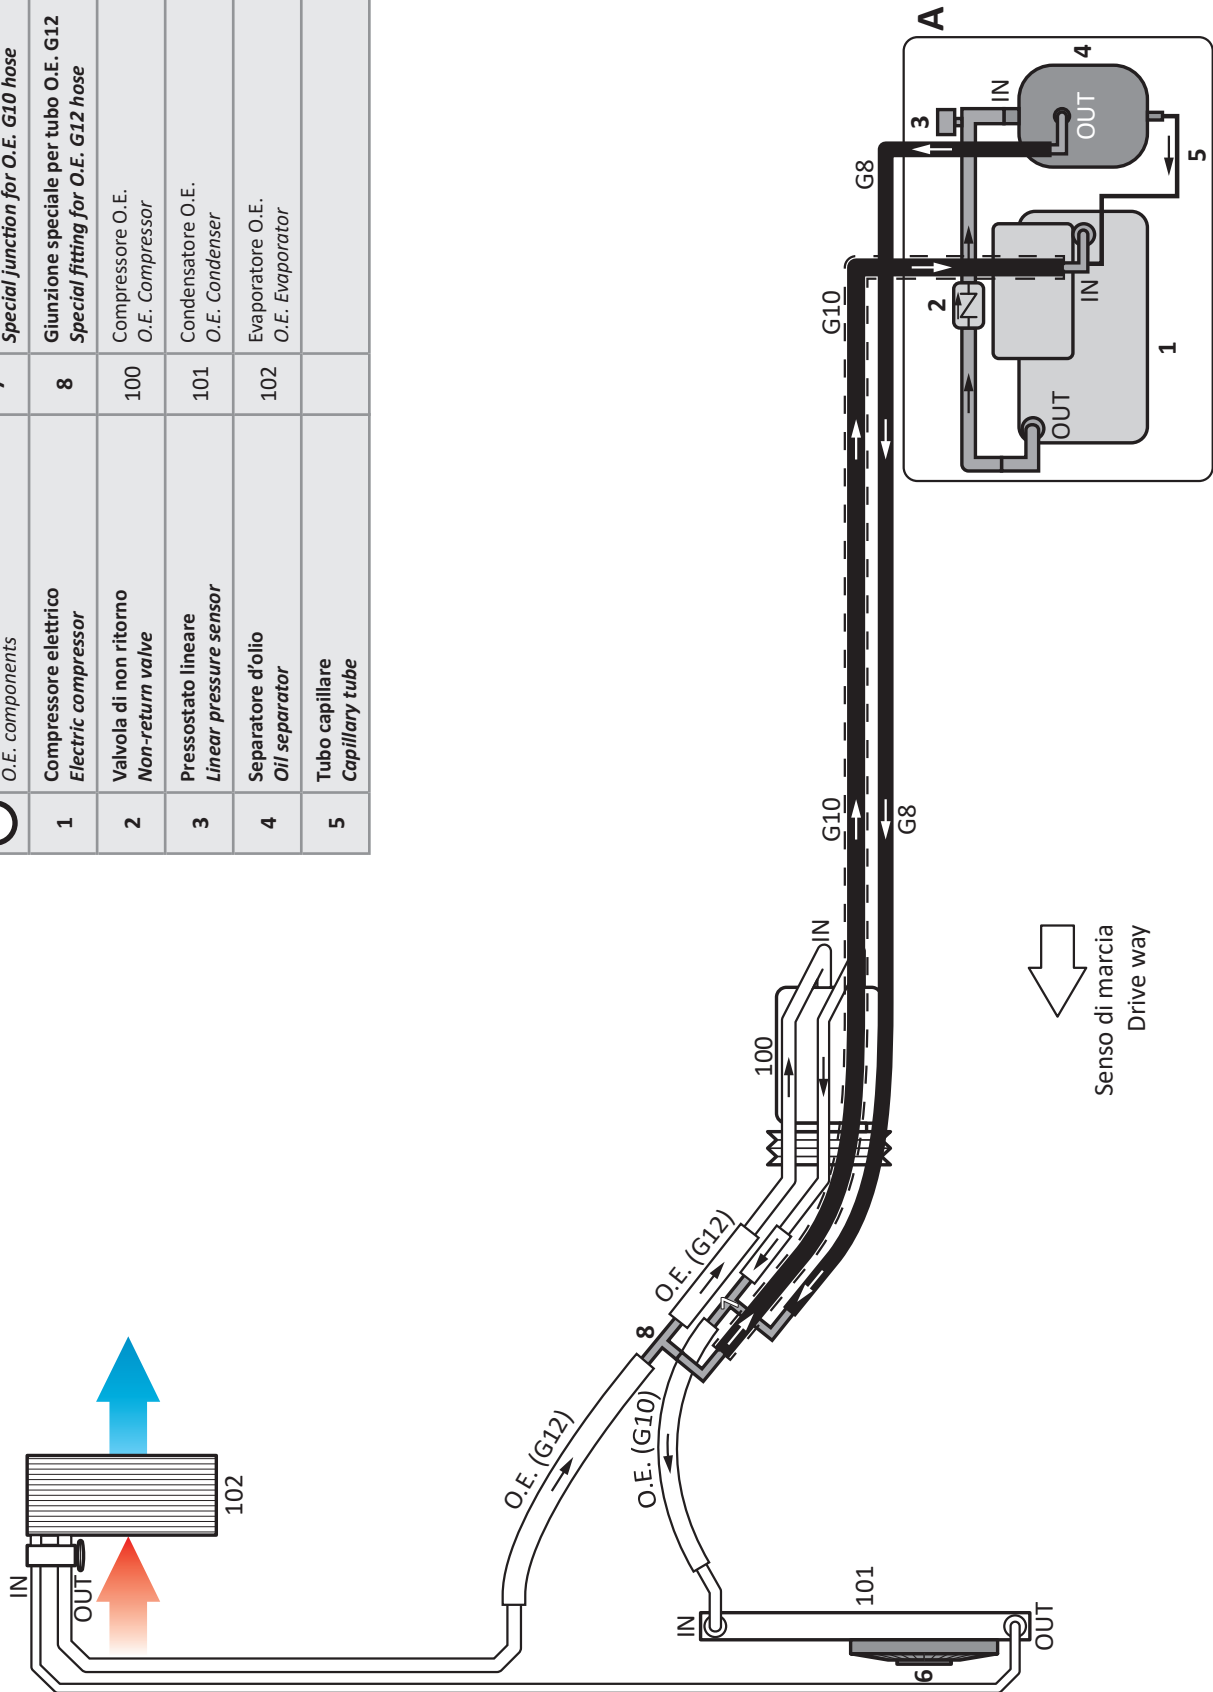 O.E. components
Special junction for O.E. G10 hose
1
Compressore elettrico
Electric compressor
8
Giunzione speciale per tubo O.E. G12
Special fitting for O.E. G12 hose
2
Valvola di non ritorno
Non-return valve
100
Compressore O.E.
O.E. Compressor
3
Pressostato lineare
Linear pressure sensor
101
Condensatore O.E.
O.E. Condenser
4
Separatore d'olio
Oil separator
102
Evaporatore O.E.
O.E. Evaporator
5
Tubo capillare
Capillary tube
IN
OUT
102
O.E. (G12)
O.E. (G10)
8
O.E. (G12)
7
100
IN
G10
G8
G10
G8
A
3
IN
4
OUT
5
2
IN
OUT
1
IN
101
6
OUT
Senso di marcia
Drive way